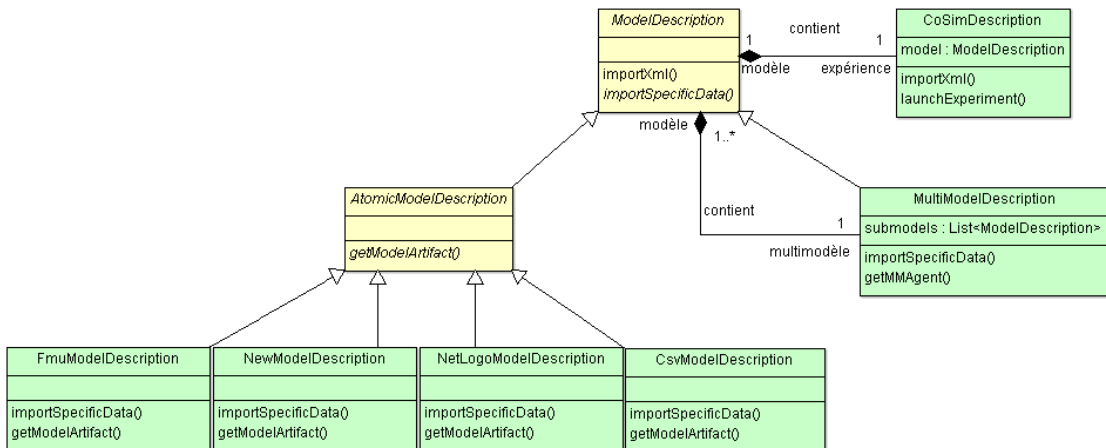 ModelDescription
importXml()
importSpecificData()
contient
1
1
modèle
expérience
CoSimDescription
model : ModelDescription
importXml()
launchExperiment()
modèle
1..*
contient
1
multimodèle
AtomicModelDescription
getModelArtifact()
MultiModelDescription
submodels : List<ModelDescription>
importSpecificData()
getMMAgent()
FmuModelDescription
importSpecificData()
getModelArtifact()
NewModelDescription
importSpecificData()
getModelArtifact()
NetLogoModelDescription
importSpecificData()
getModelArtifact()
CsvModelDescription
importSpecificData()
getModelArtifact()